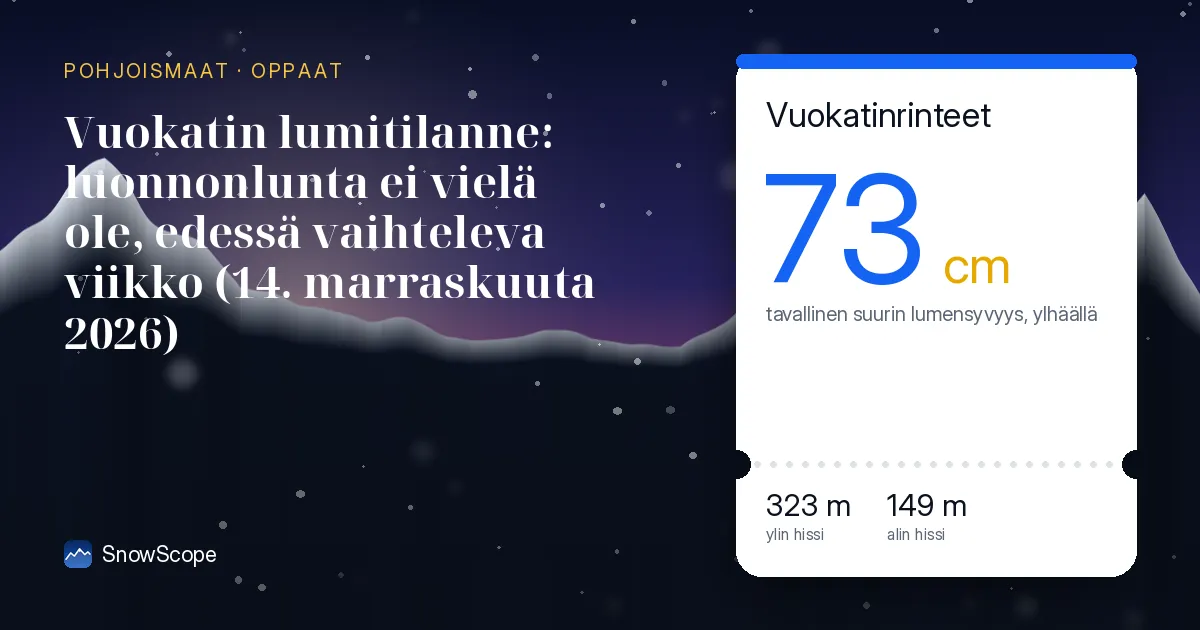 POHJOISMAAT · OPPAAT
Vuokatin lumitilanne:
luonnonlunta ei vielä
ole, edessä vaihteleva
viikko (14. marraskuuta
2026)
SnowScope
Vuokatinrinteet
73 cm
tavallinen suurin lumensyvyys, ylhäällä
323 m
ylin hissi
149 m
alin hissi